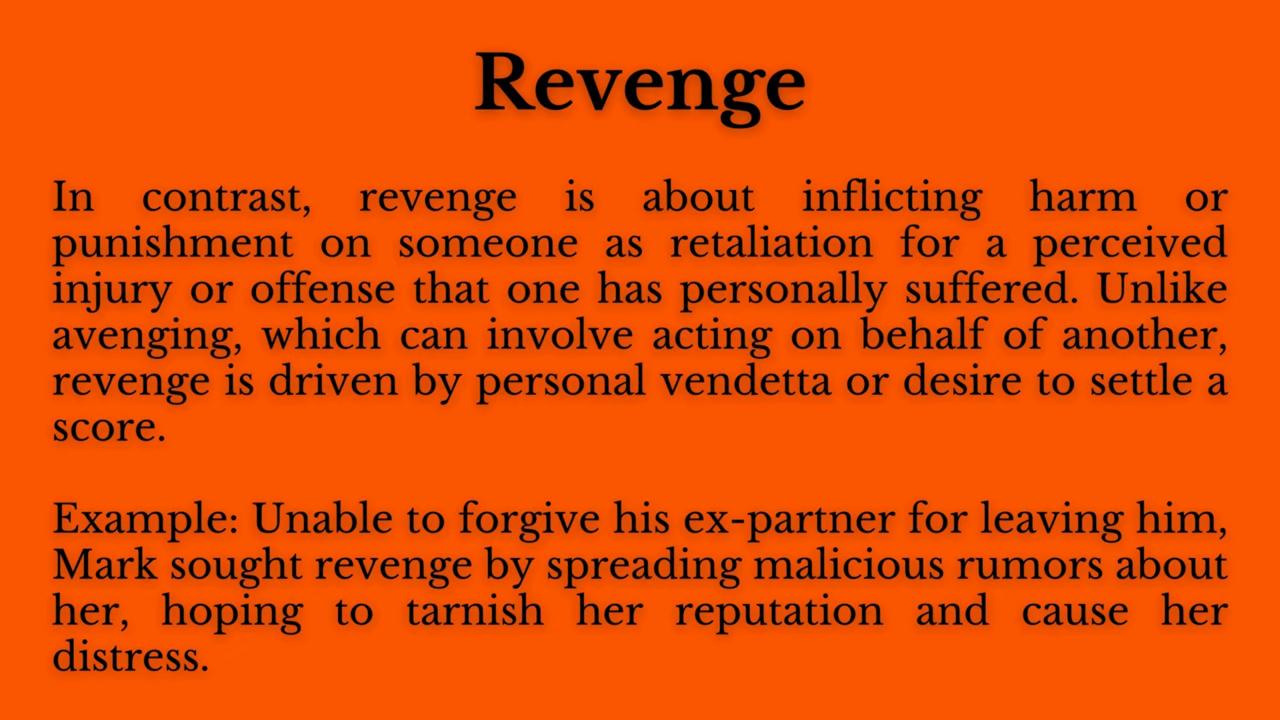 Revenge
In contrast, revenge is about inflicting harm or
punishment on someone as retaliation for a perceived
injury or offense that one has personally suffered. Unlike
avenging, which can involve acting on behalf of another,
revenge is driven by personal vendetta or desire to settle a
score.
Example: Unable to forgive his ex-partner for leaving him,
Mark sought revenge by spreading malicious rumors about
her, hoping to tarnish her reputation and cause her
distress.